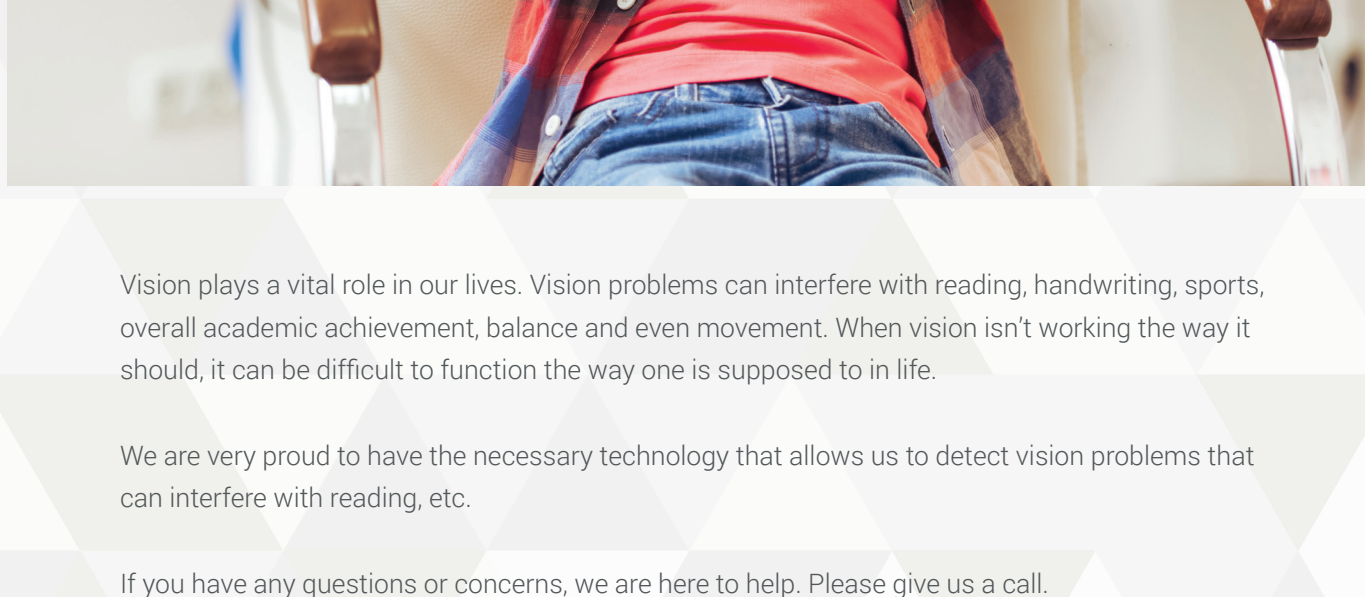 Vision plays a vital role in our lives. Vision problems can interfere with reading, handwriting, sports,
overall academic achievement, balance and even movement. When vision isn’t working the way it
should, it can be difficult to function the way one is supposed to in life.
We are very proud to have the necessary technology that allows us to detect vision problems that
can interfere with reading, etc.
If you have any questions or concerns, we are here to help. Please give us a call.